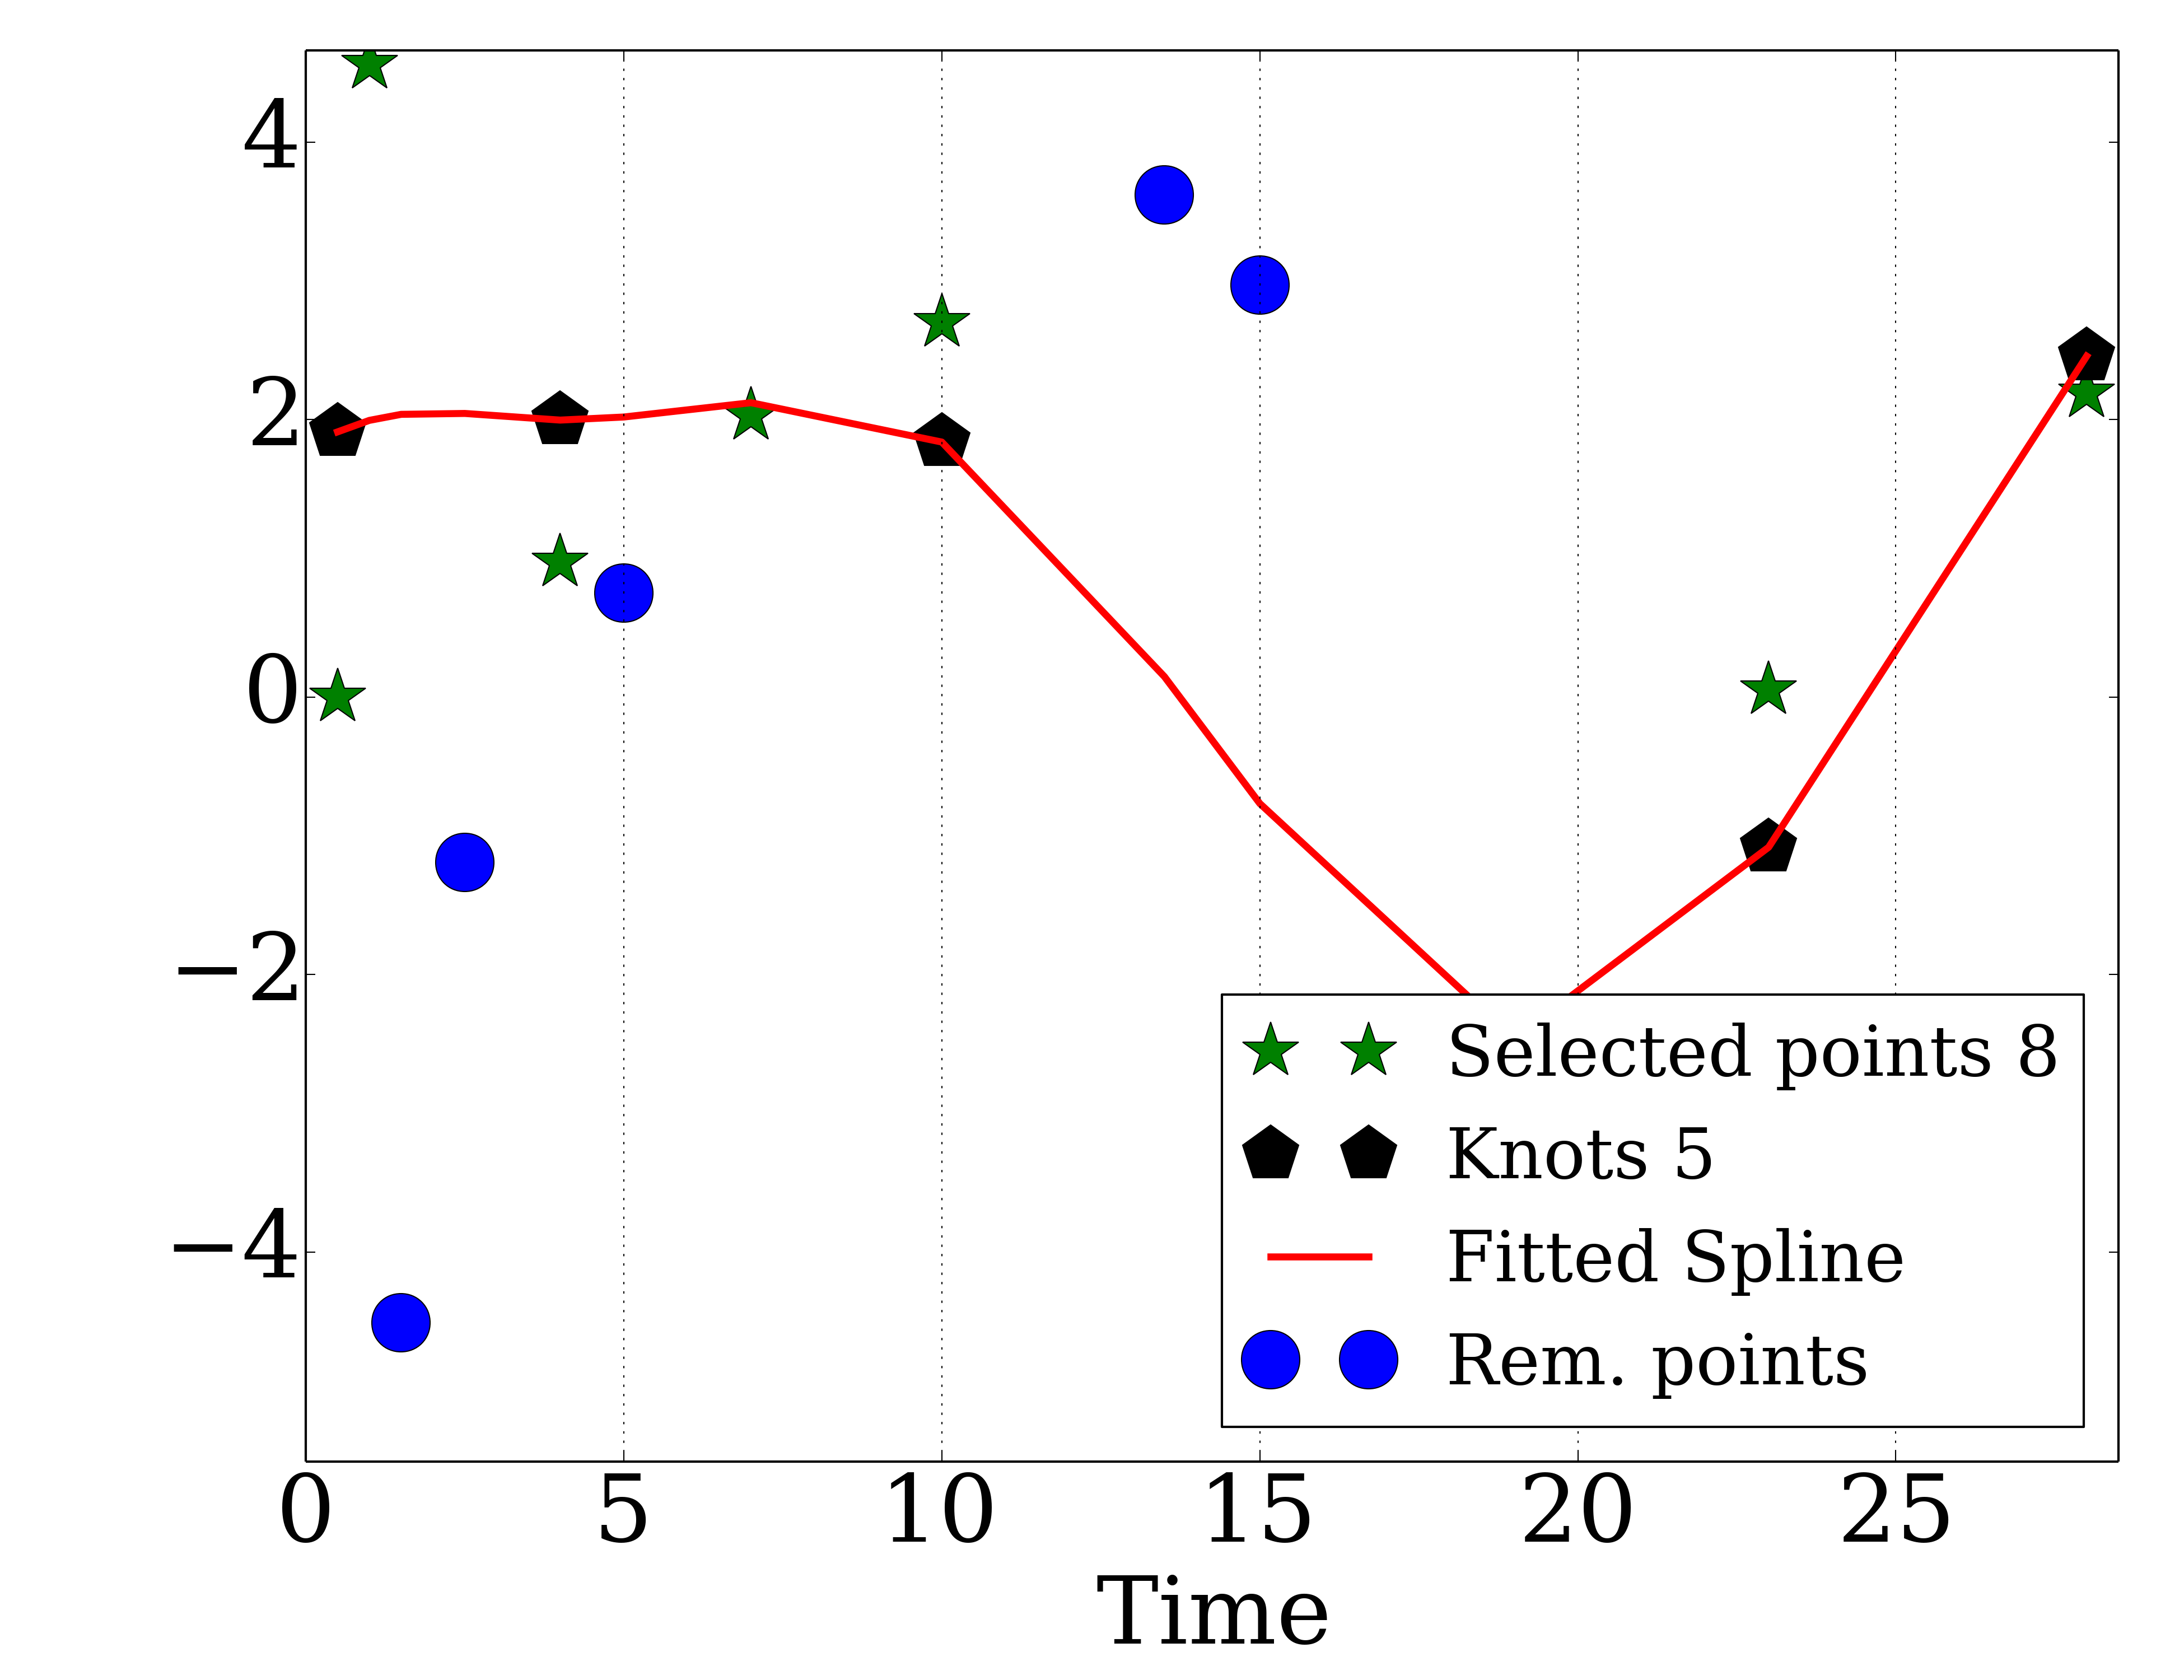 4
2
0
−2
−4
0 5 10 15 20 25
Time
Selected points 8
Knots 5
Fitted Spline
Rem. points